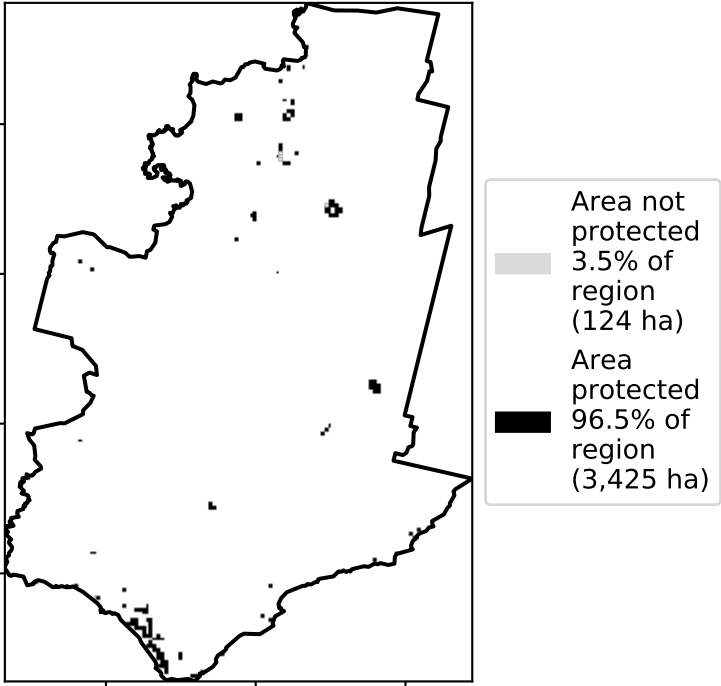 Area not
protected
3.5% of
region
(124 ha)
Area
protected
96.5% of
region
(3,425 ha)